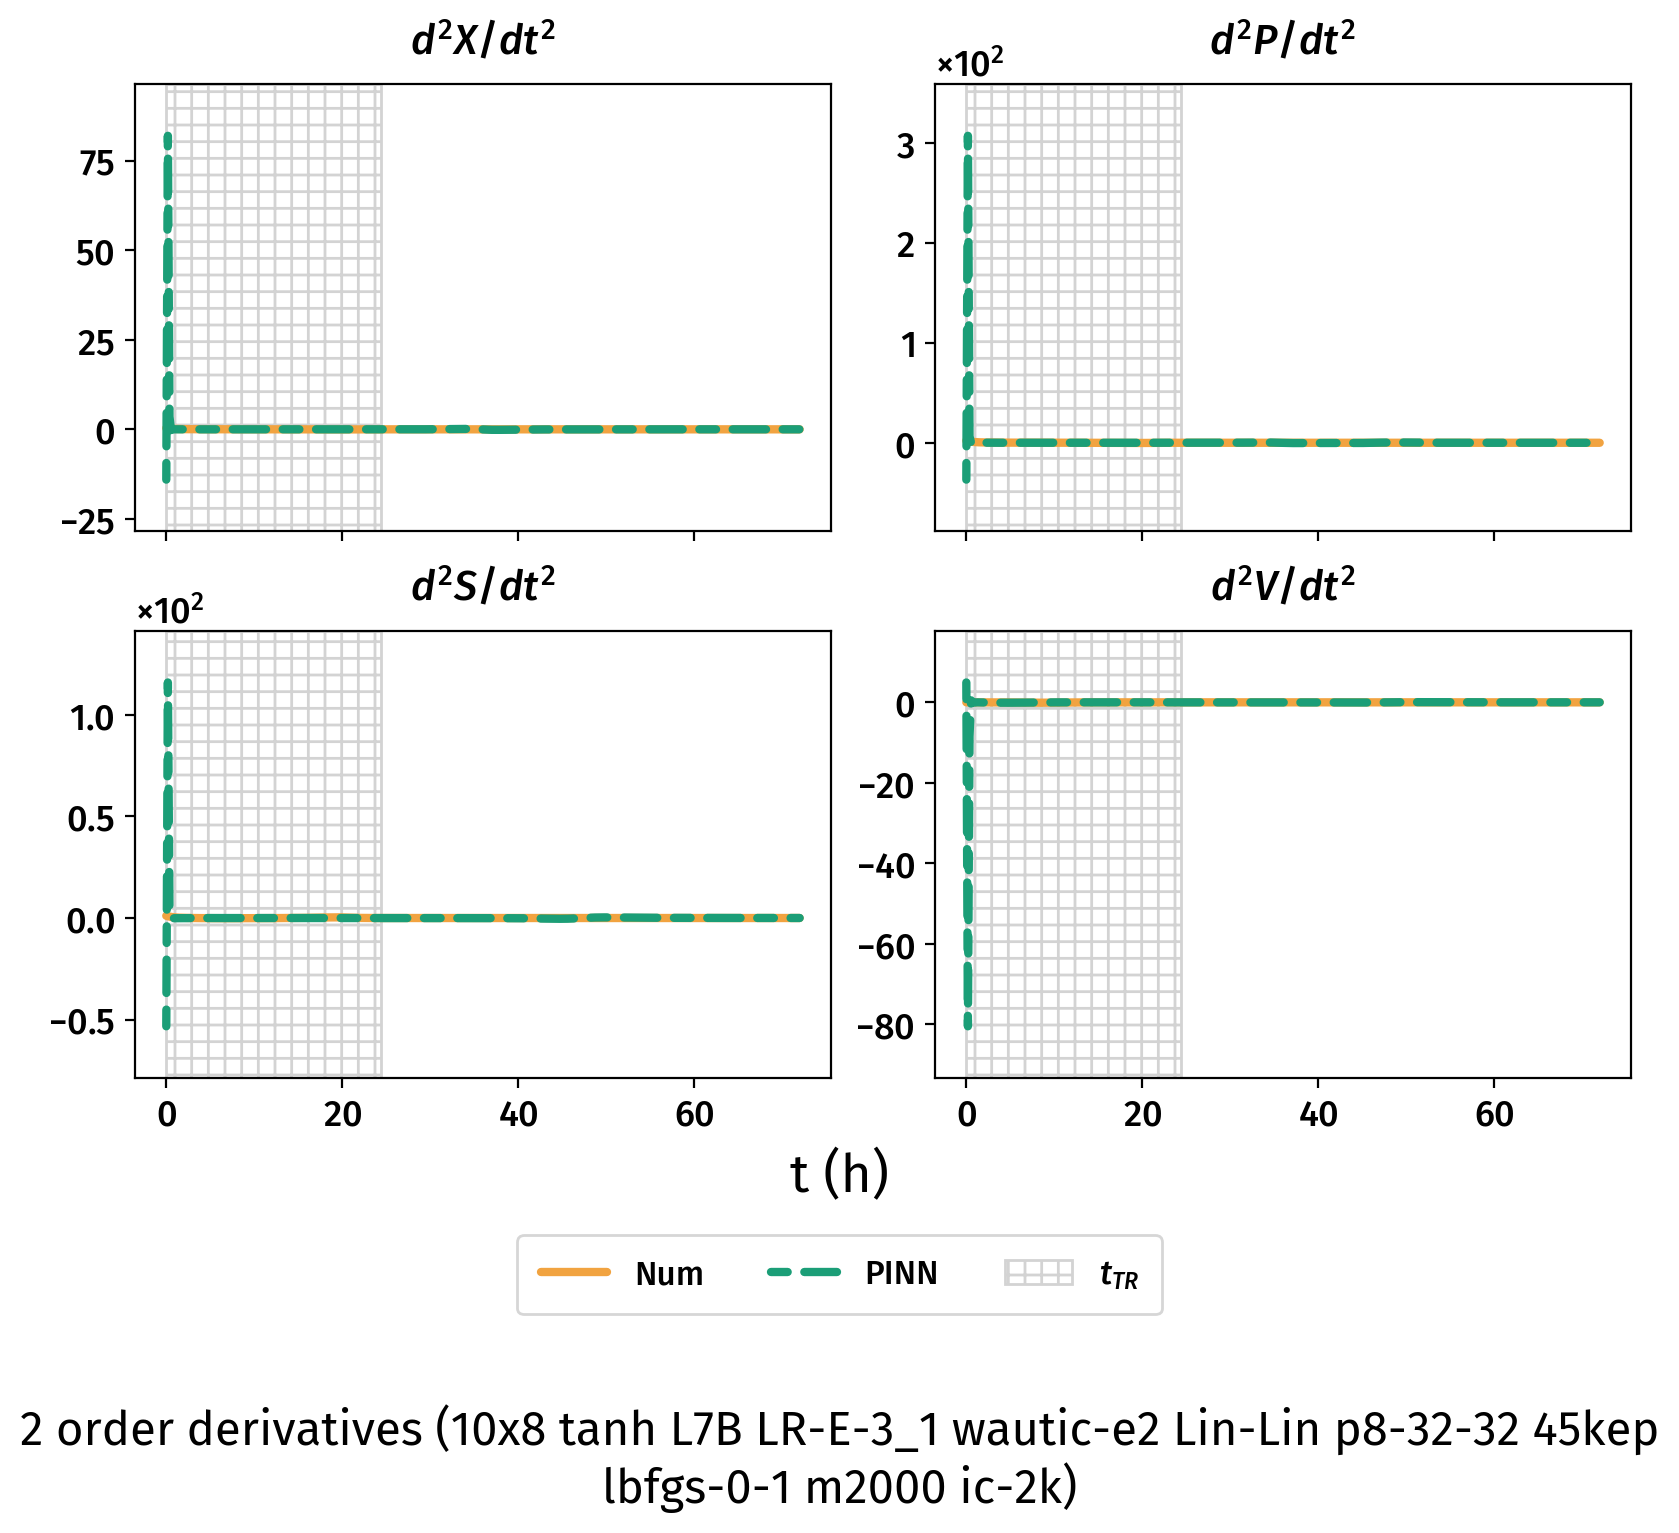 d²X/dt²
75
50
25
0
−25
d²P/dt²
×10²
3
2
1
0
d²S/dt²
×10²
1.0
0.5
0.0
−0.5
0 20 40 60
d²V/dt²
0
−20
−40
−60
−80
0 20 40 60
t (h)
Num PINN t_TR
2 order derivatives (10x8 tanh L7B LR-E-3_1 wautic-e2 Lin-Lin p8-32-32 45kep
lbfgs-0-1 m2000 ic-2k)